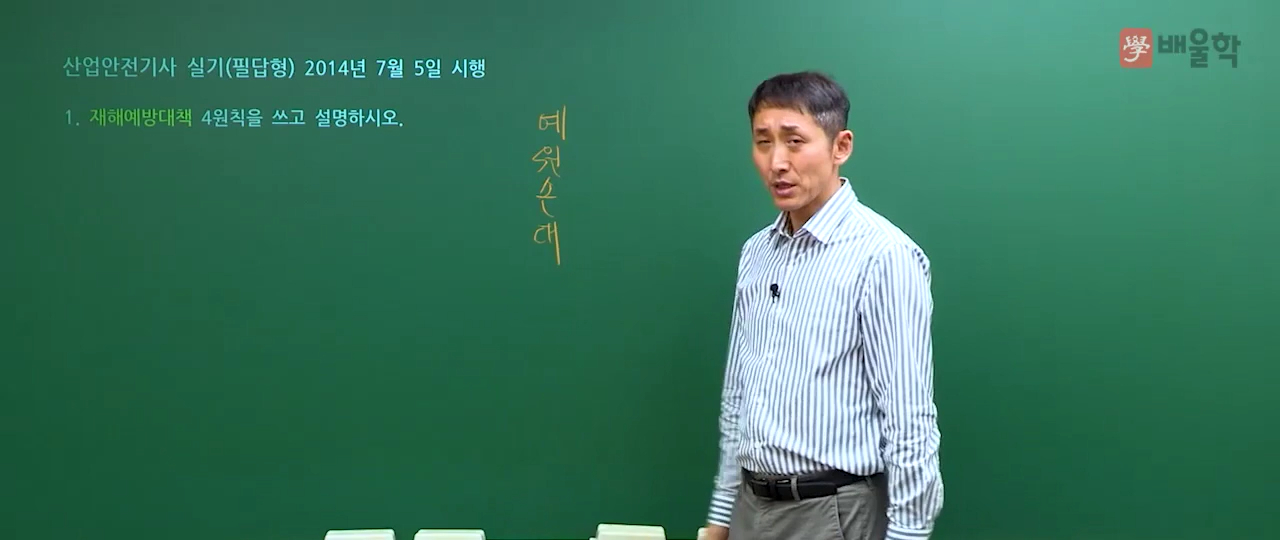 산업안전기사 실기(필답형) 2014년 7월 5일 시행
學 배울학
1. 재해예방대책 4원칙을 쓰고 설명하시오.
예
원
손
대